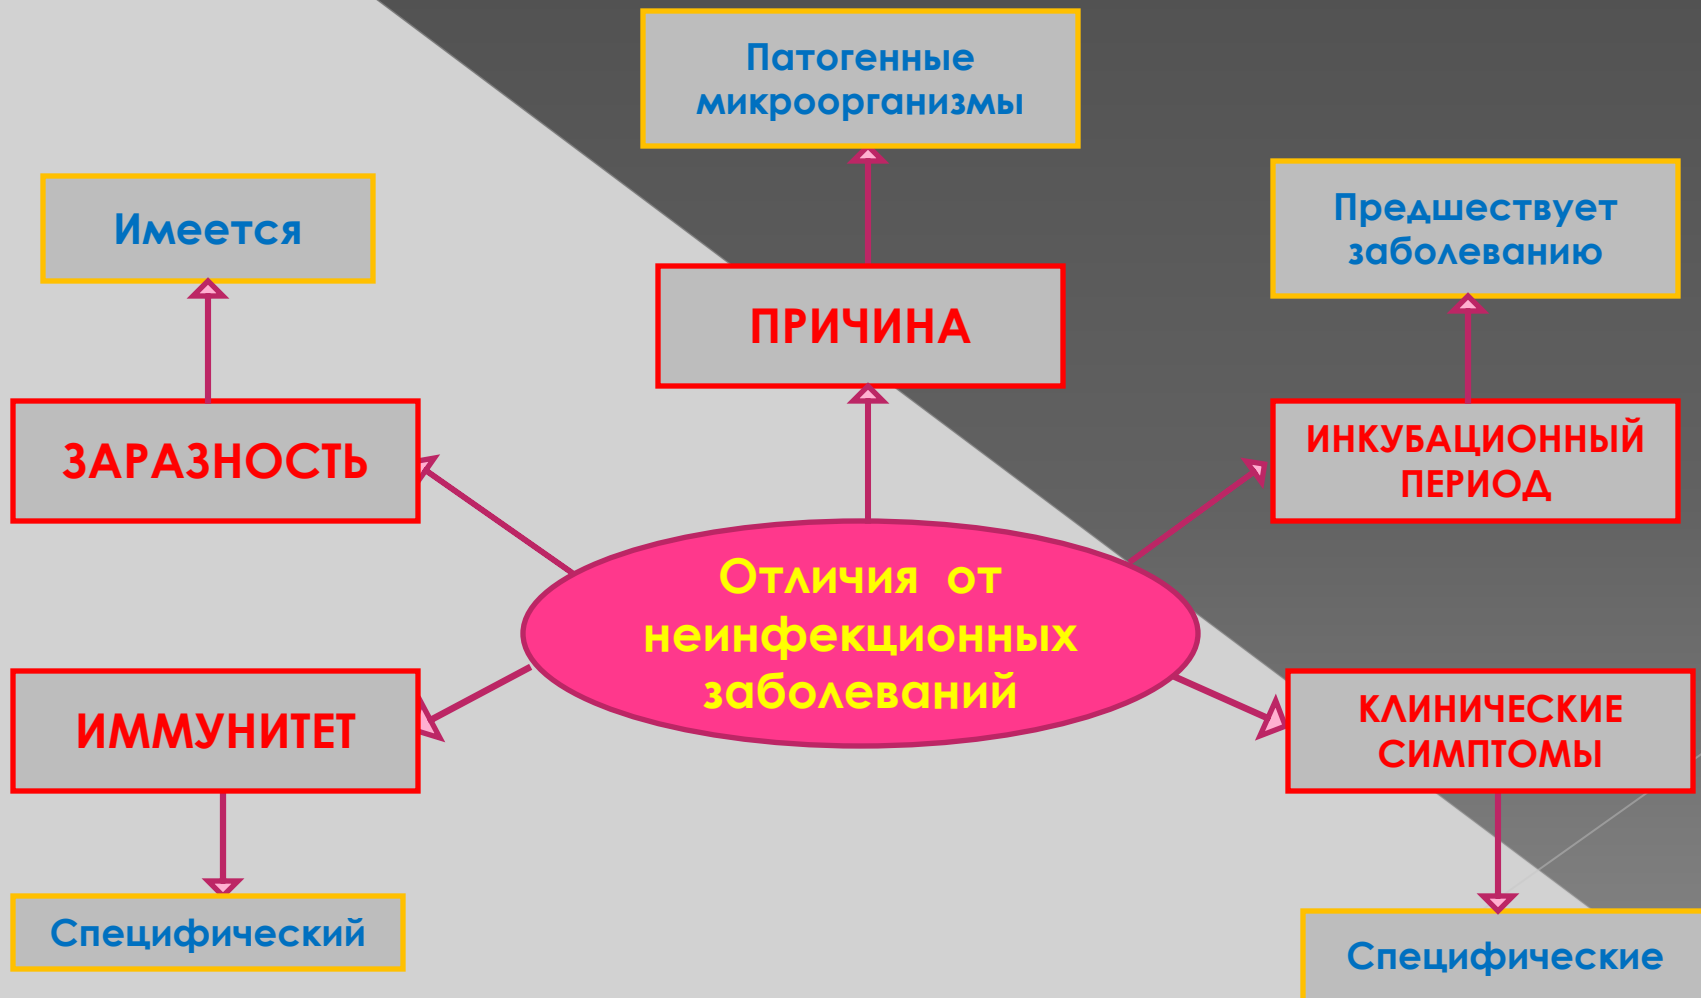 Патогенные
микроорганизмы
Имеется
Предшествует
заболеванию
ПРИЧИНА
ЗАРАЗНОСТЬ
ИНКУБАЦИОННЫЙ
ПЕРИОД
Отличия от
неинфекционных
заболеваний
ИММУНИТЕТ
КЛИНИЧЕСКИЕ
СИМПТОМЫ
Специфический
Специфические